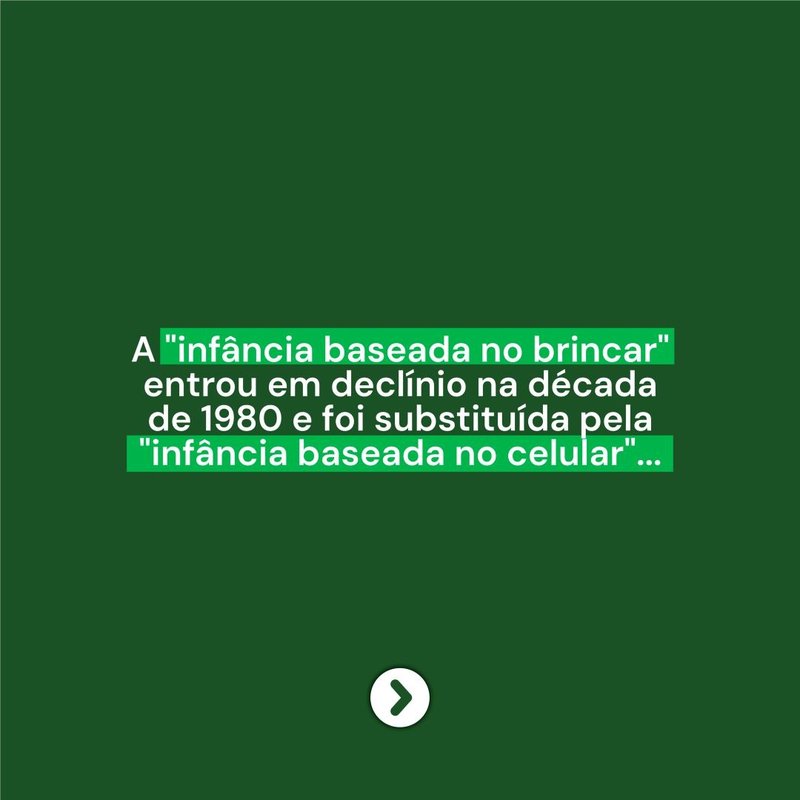 A "infância baseada no brincar"
entrou em declínio na década
de 1980 e foi substituída pela
"infância baseada no celular"...